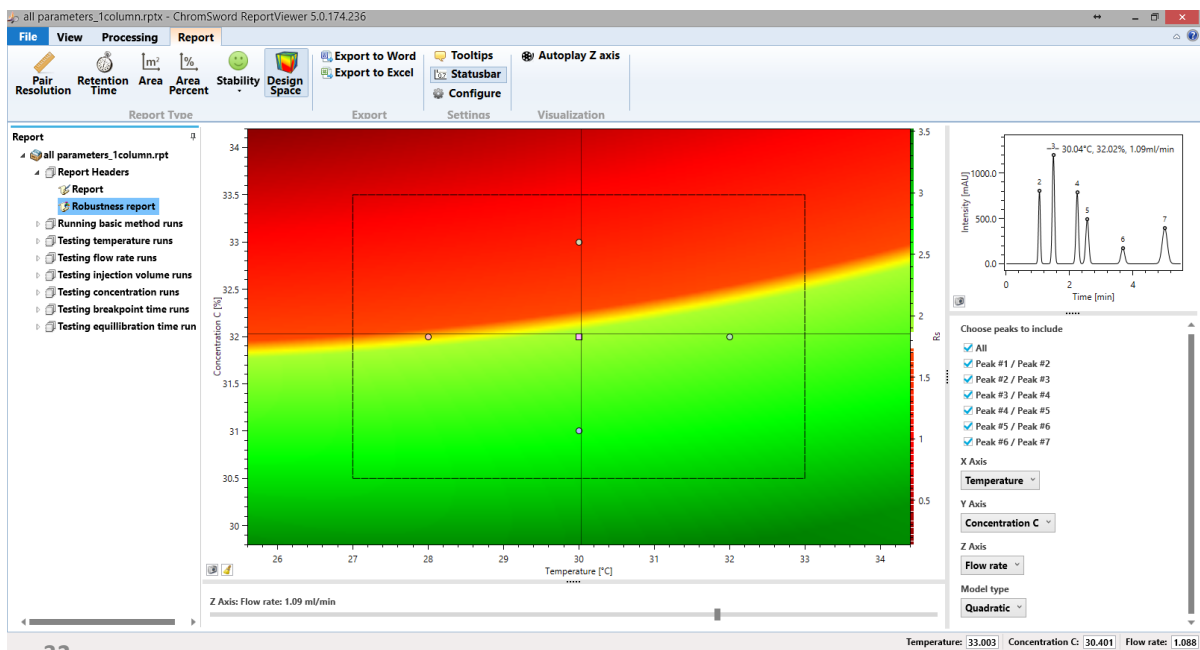 all parameters_1column.rptx - ChromSword ReportViewer 5.0.174.236
File View Processing Report
Pair Resolution
Retention Time
m² Area
% Area Percent
Stability
Design Space
Report Type
Export to Word
Export to Excel
Export
Tooltips
Statusbar
Configure
Settings
Autoplay Z axis
Visualization
Report
all parameters_1column.rpt
Report Headers
Report
Robustness report
Running basic method runs
Testing temperature runs
Testing flow rate runs
Testing injection volume runs
Testing concentration runs
Testing breakpoint time runs
Testing equillibration time run
Concentration C [%]
34
33.5
33
32.5
32
31.5
31
30.5
30
26 27 28 29 30 31 32 33 34
Temperature [°C]
3.5
3
2.5
2
1.5
1
0.5
Rs
Z Axis: Flow rate: 1.09 ml/min
30.04°C, 32.02%, 1.09ml/min
Intensity [mAU]
1000.0
500.0
0.0
2 3 4 5 6 7
0 2 4
Time [min]
Choose peaks to include
All
Peak #1 / Peak #2
Peak #2 / Peak #3
Peak #3 / Peak #4
Peak #4 / Peak #5
Peak #5 / Peak #6
Peak #6 / Peak #7
X Axis
Temperature
Y Axis
Concentration C
Z Axis
Flow rate
Model type
Quadratic
Temperature: 33.003 Concentration C: 30.401 Flow rate: 1.088